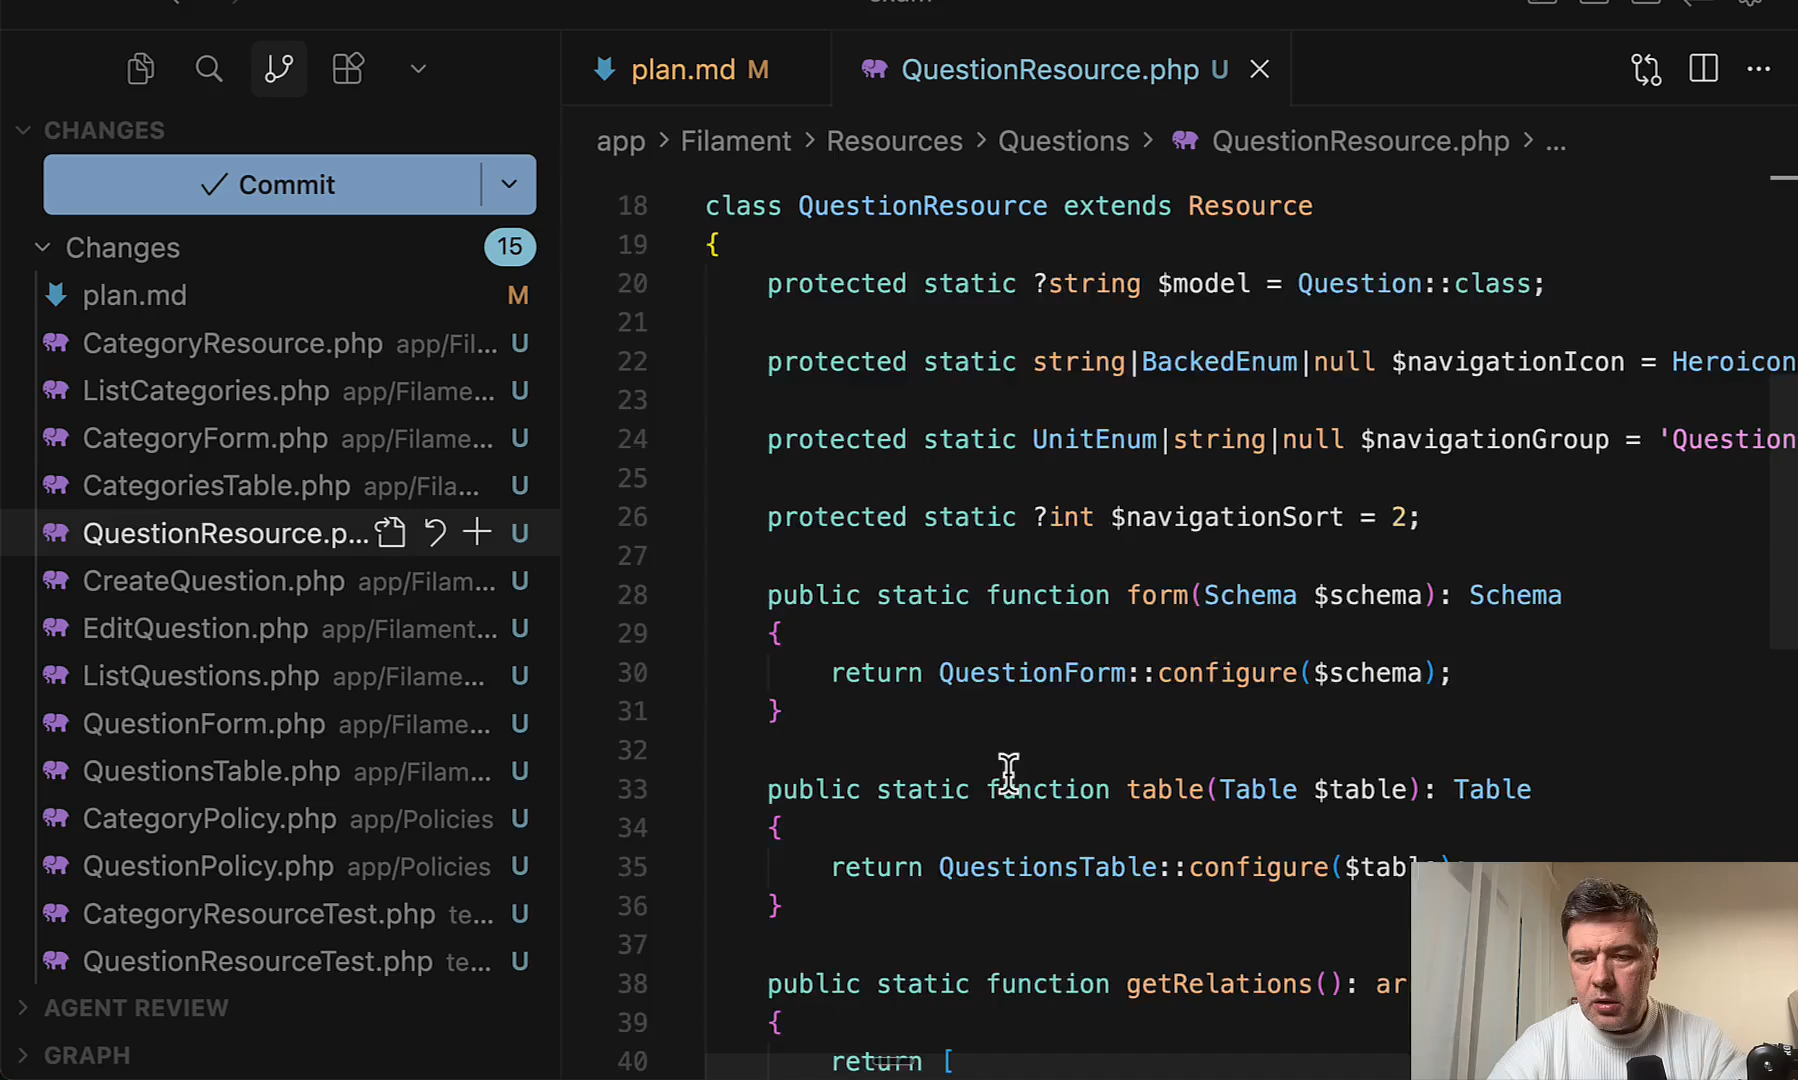 plan.md M
QuestionResource.php U
CHANGES
app > Filament > Resources > Questions > QuestionResource.php > ...
Commit
Changes 15
plan.md M
CategoryResource.php app/Fil... U
ListCategories.php app/Filame... U
CategoryForm.php app/Filame... U
CategoriesTable.php app/Fila... U
QuestionResource.p... U
CreateQuestion.php app/Filam... U
EditQuestion.php app/Filament... U
ListQuestions.php app/Filame... U
QuestionForm.php app/Filame... U
QuestionsTable.php app/Filam... U
CategoryPolicy.php app/Policies U
QuestionPolicy.php app/Policies U
CategoryResourceTest.php te... U
QuestionResourceTest.php te... U
AGENT REVIEW
GRAPH
18 class QuestionResource extends Resource
19 {
20 protected static ?string $model = Question::class;
21
22 protected static string|BackedEnum|null $navigationIcon = Heroicon
23
24 protected static UnitEnum|string|null $navigationGroup = 'Question
25
26 protected static ?int $navigationSort = 2;
27
28 public static function form(Schema $schema): Schema
29 {
30 return QuestionForm::configure($schema);
31 }
32
33 public static function table(Table $table): Table
34 {
35 return QuestionsTable::configure($tabl
36 }
37
38 public static function getRelations(): ar
39 {
40 return [